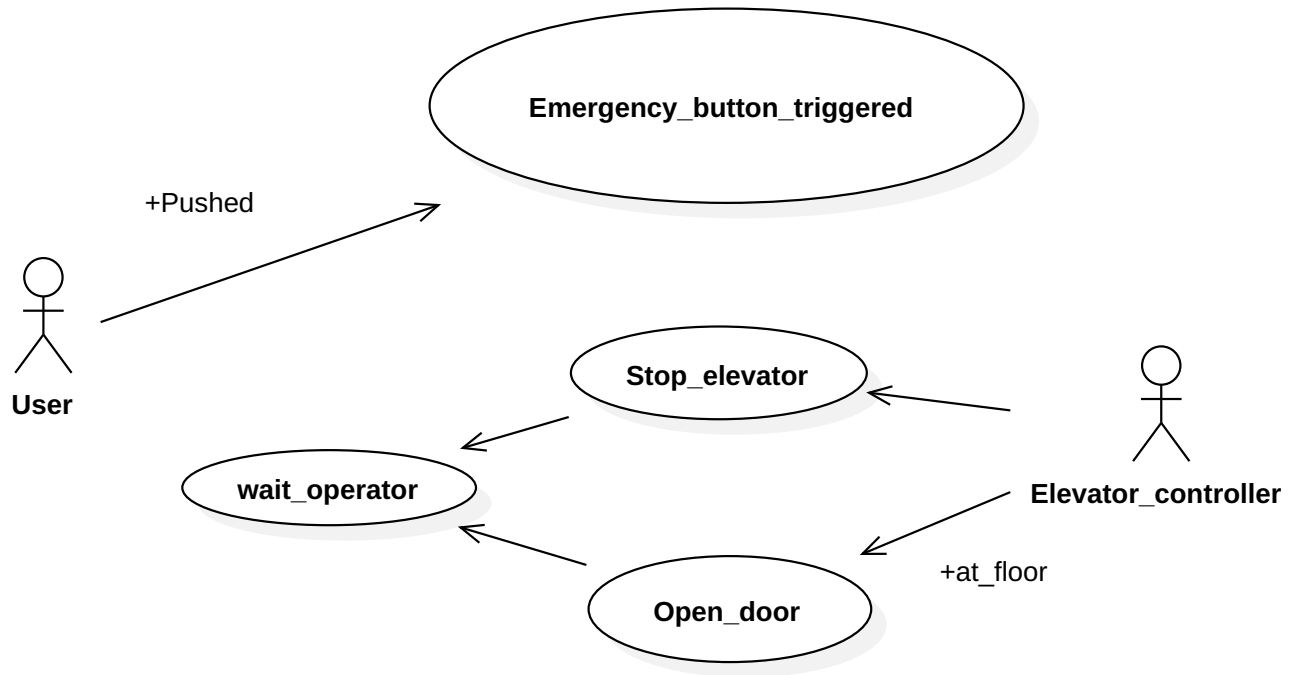 Emergency_button_triggered
+Pushed
User
Stop_elevator
wait_operator
Elevator_controller
+at_floor
Open_door